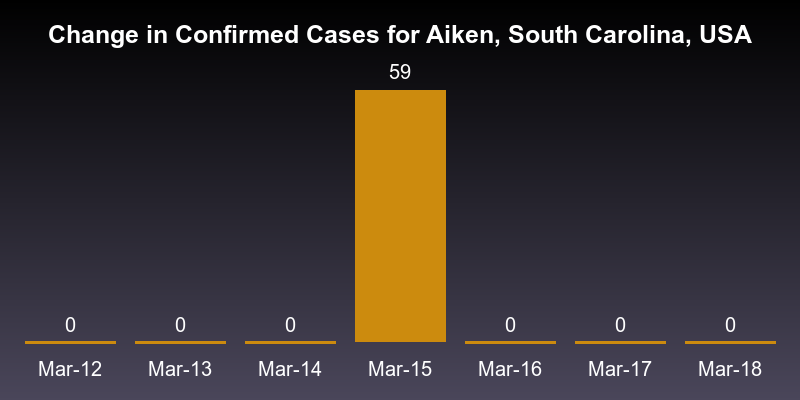 Change in Confirmed Cases for Aiken, South Carolina, USA
59
0 0 0 0 0 0
Mar-12 Mar-13 Mar-14 Mar-15 Mar-16 Mar-17 Mar-18